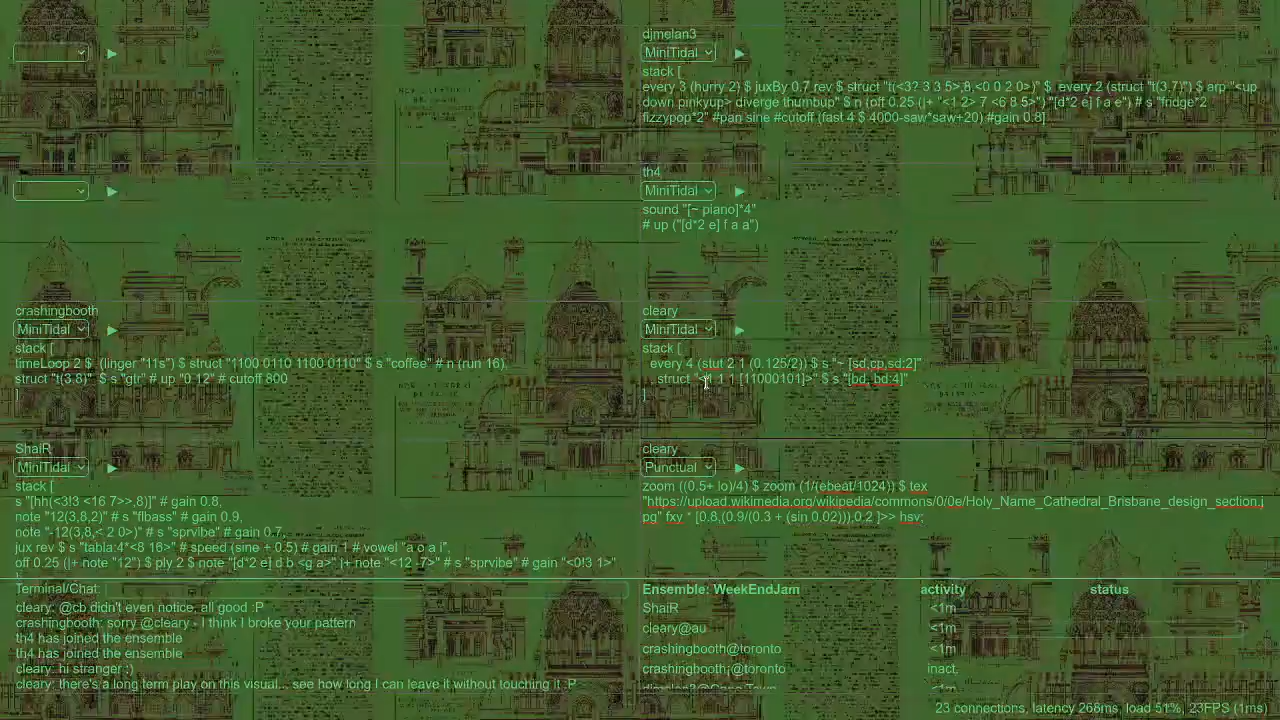 djmelan3
MiniTidal
stack [
every 3 (hurry 2) $ juxBy 0.7 rev $ struct "t(<3? 3 3 5>,8,<0 0 2 0>)" $ every 2 (struct "t(3,7)") $ arp "<up
down pinkyup> diverge thumbup" $ n (off 0.25 (|+ "<1 2> 7 <6 8 5>") "[d*2 e] f a e") # s "fridge*2
fizzypop*2" #pan sine #cutoff (fast 4 $ 4000-saw*saw+20) #gain 0.8]
th4
MiniTidal
sound "[~ piano]*4"
# up ("[d*2 e] f a a")
crashingbooth
MiniTidal
stack [
timeLoop 2 $ (linger "11s") $ struct "1100 0110 1100 0110" $ s "coffee" # n (run 16),
struct "t(3,8)" $ s "gtr" # up "0 12" # cutoff 800
]
cleary
MiniTidal
stack [
every 4 (stut 2 1 (0.125/2)) $ s "~ [sd,cp,sd:2]"
1 1 [11000101]>" $ s "[bd, bd:4]"
]
ShaiR
MiniTidal
stack [
s "[hh(<3!3 <16 7>>,8)]" # gain 0.8,
note "12(3,8,2)" # s "flbass" # gain 0.9,
note "-12(3,8,< 2 0>)" # s "sprvibe" # gain 0.7,
jux rev $ s "tabla:4*<8 16>" # speed (sine + 0.5) # gain 1 # vowel "a o a i",
off 0.25 (|+ note "12") $ ply 2 $ note "[d*2 e] d b <g a>" |+ note "<12 -7>" # s "sprvibe" # gain "<0!3 1>"
cleary
Punctual
zoom ((0.5+ lo)/4) $ zoom (1/(ebeat/1024)) $ tex
"https://upload.wikimedia.org/wikipedia/commons/0/0e/Holy_Name_Cathedral_Brisbane_design_section.j
pg" fxy * [0.8,(0.9/(0.3 + (sin 0.02))),0.2 ]>> hsv;
Terminal/Chat:
cleary: @cb didn't even notice, all good :P
crashingbooth: sorry @cleary - I think I broke your pattern
th4 has joined the ensemble
th4 has joined the ensemble
cleary: hi stranger :)
cleary: there's a long term play on this visual... see how long I can leave it without touching it :P
Ensemble: WeekEndJam activity status
ShaiR <1m
cleary@au <1m
crashingbooth@toronto <1m
crashingbooth;@toronto inact.
djmelan3@Cape Town <1m
23 connections, latency 268ms, load 51%, 23FPS (1ms)